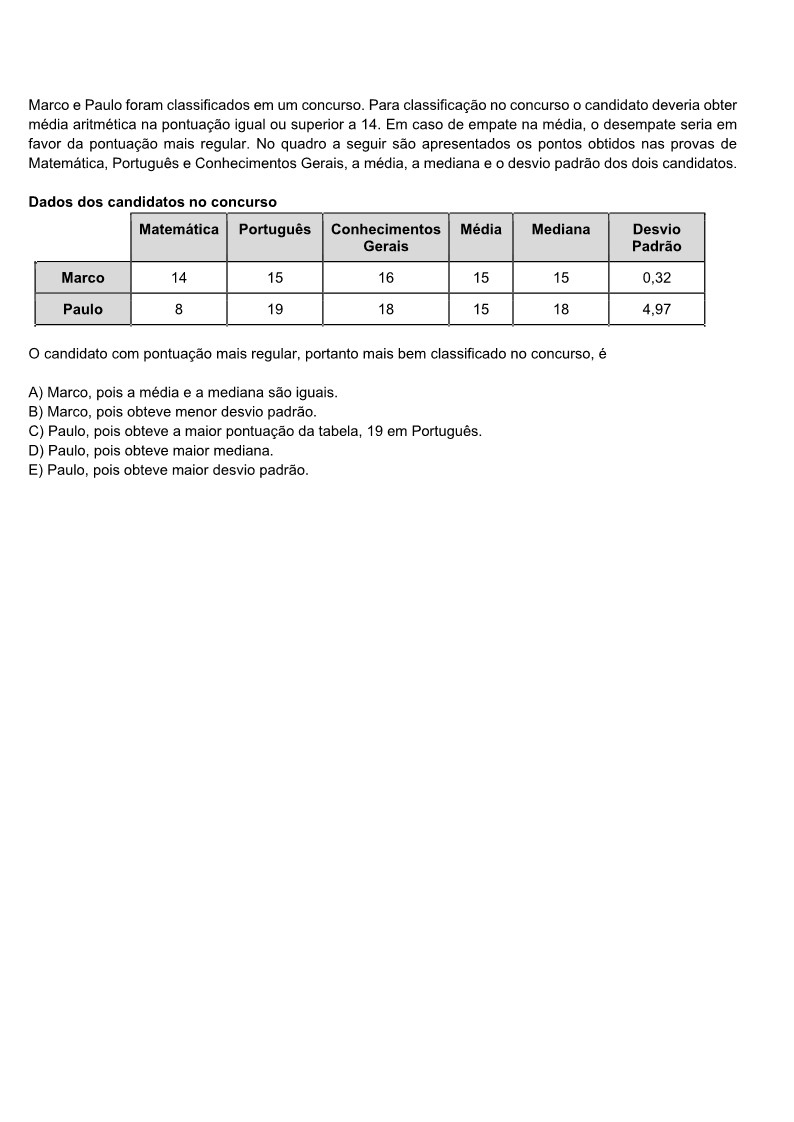 Marco e Paulo foram classificados em um concurso. Para classificação no concurso o candidato deveria obter
média aritmética na pontuação igual ou superior a 14. Em caso de empate na média, o desempate seria em
favor da pontuação mais regular. No quadro a seguir são apresentados os pontos obtidos nas provas de
Matemática, Português e Conhecimentos Gerais, a média, a mediana e o desvio padrão dos dois candidatos.
Dados dos candidatos no concurso
Matemática Português Conhecimentos Gerais Média Mediana Desvio Padrão
Marco 14 15 16 15 15 0,32
Paulo 8 19 18 15 18 4,97
O candidato com pontuação mais regular, portanto mais bem classificado no concurso, é
A) Marco, pois a média e a mediana são iguais.
B) Marco, pois obteve menor desvio padrão.
C) Paulo, pois obteve a maior pontuação da tabela, 19 em Português.
D) Paulo, pois obteve maior mediana.
E) Paulo, pois obteve maior desvio padrão.